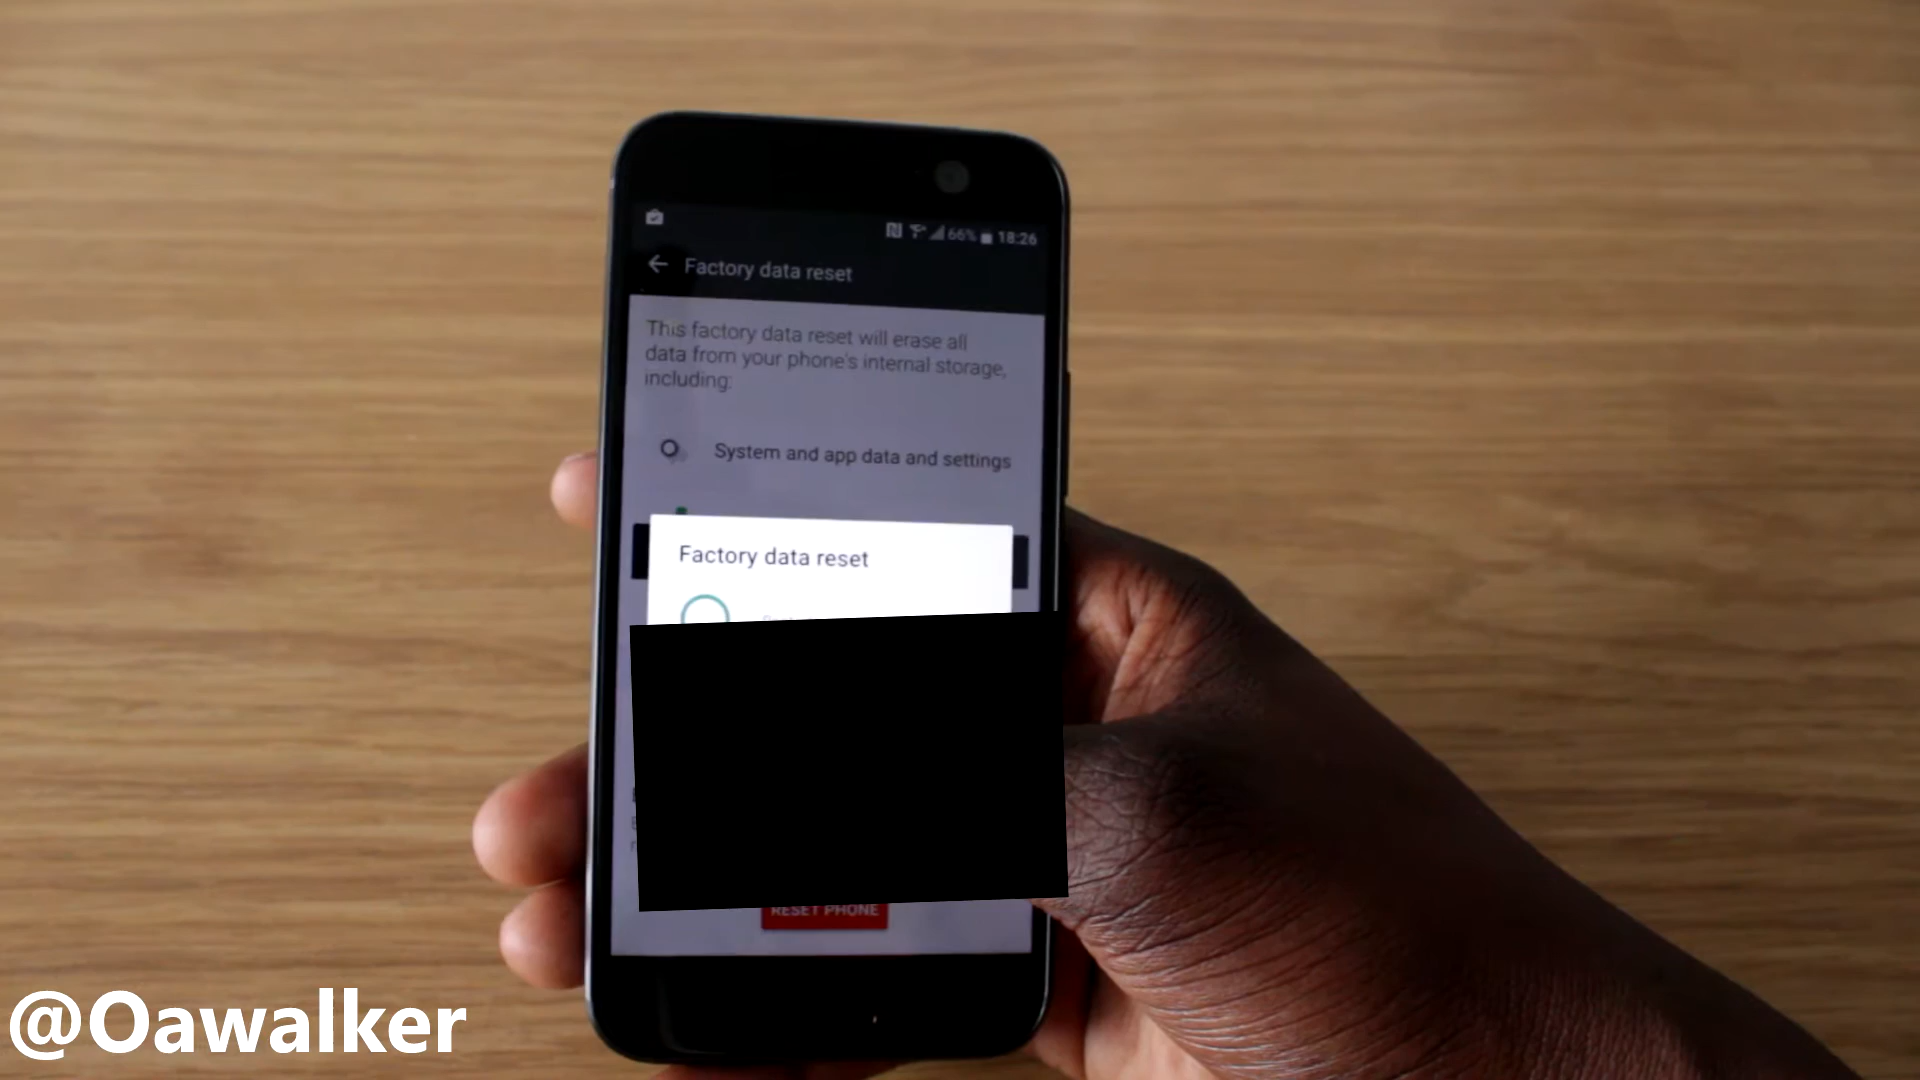 66% 18:26
Factory data reset
This factory data reset will erase all
data from your phone's internal storage,
including:
System and app data and settings
Factory data reset
RESET PHONE
@Oawalker